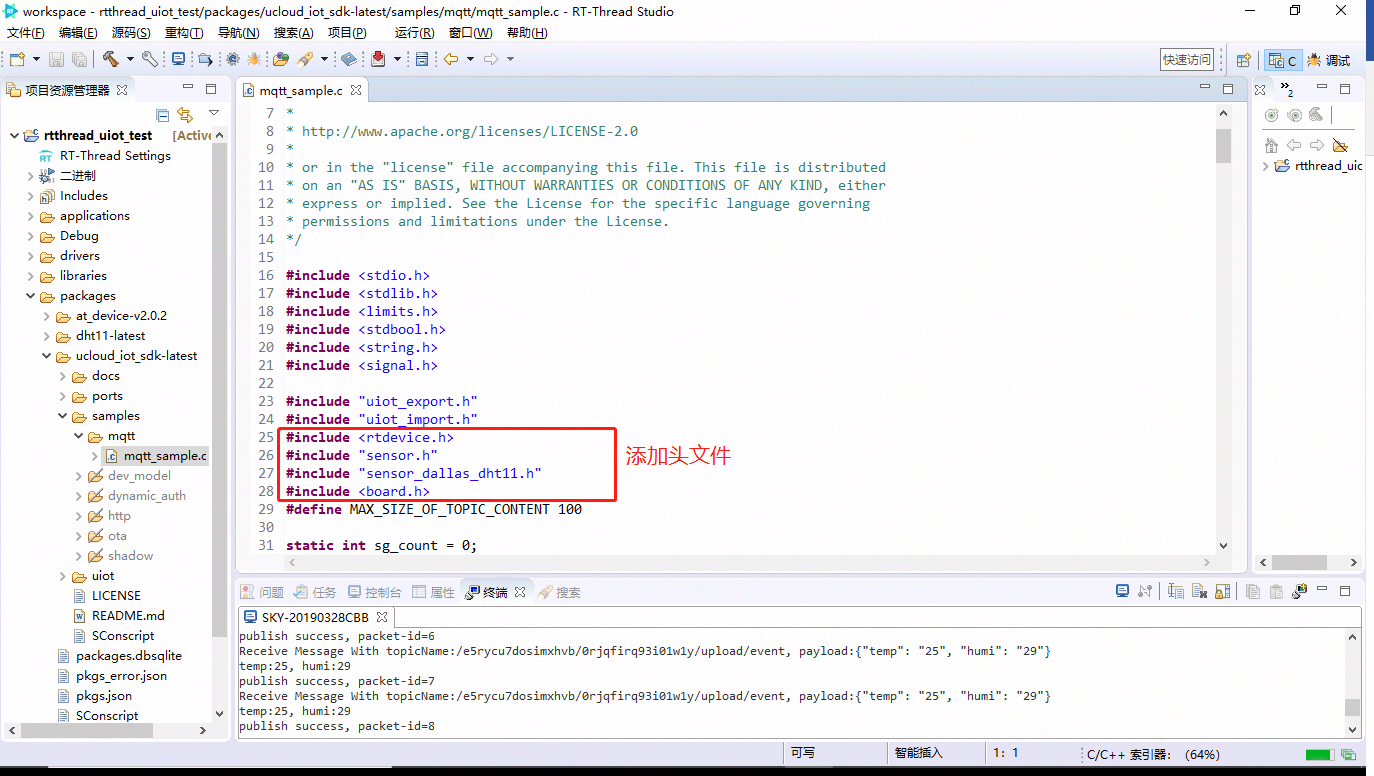 workspace - rtthread_uiot_test/packages/ucloud_iot_sdk-latest/samples/mqtt/mqtt_sample.c - RT-Thread Studio
文件(F) 编辑(E) 源码(S) 重构(T) 导航(N) 搜索(A) 项目(P) 运行(R) 窗口(W) 帮助(H)
快速访问 C 调试
项目资源管理器
rtthread_uiot_test [Active
RT-Thread Settings
二进制
Includes
applications
Debug
drivers
libraries
packages
at_device-v2.0.2
dht11-latest
ucloud_iot_sdk-latest
docs
ports
samples
mqtt
mqtt_sample.c
dev_model
dynamic_auth
http
ota
shadow
uiot
LICENSE
README.md
SConscript
packages.dbsqlite
pkgs_error.json
pkgs.json
SConscript
mqtt_sample.c
7 *
8 * http://www.apache.org/licenses/LICENSE-2.0
9 *
10 * or in the "license" file accompanying this file. This file is distributed
11 * on an "AS IS" BASIS, WITHOUT WARRANTIES OR CONDITIONS OF ANY KIND, either
12 * express or implied. See the License for the specific language governing
13 * permissions and limitations under the License.
14 */
15
16 #include <stdio.h>
17 #include <stdlib.h>
18 #include <limits.h>
19 #include <stdbool.h>
20 #include <string.h>
21 #include <signal.h>
22
23 #include "uiot_export.h"
24 #include "uiot_import.h"
25 #include <rtdevice.h>
26 #include "sensor.h"
27 #include "sensor_dallas_dht11.h"
28 #include <board.h>
29 #define MAX_SIZE_OF_TOPIC_CONTENT 100
30
31 static int sg_count = 0;
添加头文件
2
rtthread_uio
问题 任务 控制台 属性 终端 搜索
SKY-20190328CBB
publish success, packet-id=6
Receive Message With topicName:/e5rycu7dosimxhvb/0rjqfirq93i01w1y/upload/event, payload:{"temp": "25", "humi": "29"}
temp:25, humi:29
publish success, packet-id=7
Receive Message With topicName:/e5rycu7dosimxhvb/0rjqfirq93i01w1y/upload/event, payload:{"temp": "25", "humi": "29"}
temp:25, humi:29
publish success, packet-id=8
可写 智能插入 1: 1 C/C++ 索引器: (64%)